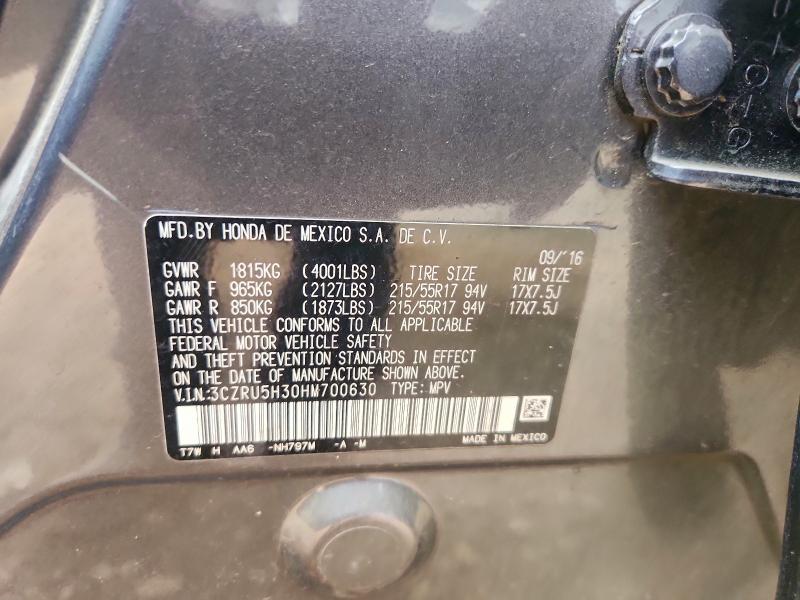 MFD.BY HONDA DE MEXICO S.A. DE C.V.
09/'16
GVWR 1815KG (4001LBS) TIRE SIZE RIM SIZE
GAWR F 965KG (2127LBS) 215/55R17 94V 17X7.5J
GAWR R 850KG (1873LBS) 215/55R17 94V 17X7.5J
THIS VEHICLE CONFORMS TO ALL APPLICABLE
FEDERAL MOTOR VEHICLE SAFETY
AND THEFT PREVENTION STANDARDS IN EFFECT
ON THE DATE OF MANUFACTURE SHOWN ABOVE.
V.I.N.:3CZRU5H30HM700630 TYPE:MPV
T7W H AA6 -NH797M -A -M MADE IN MEXICO